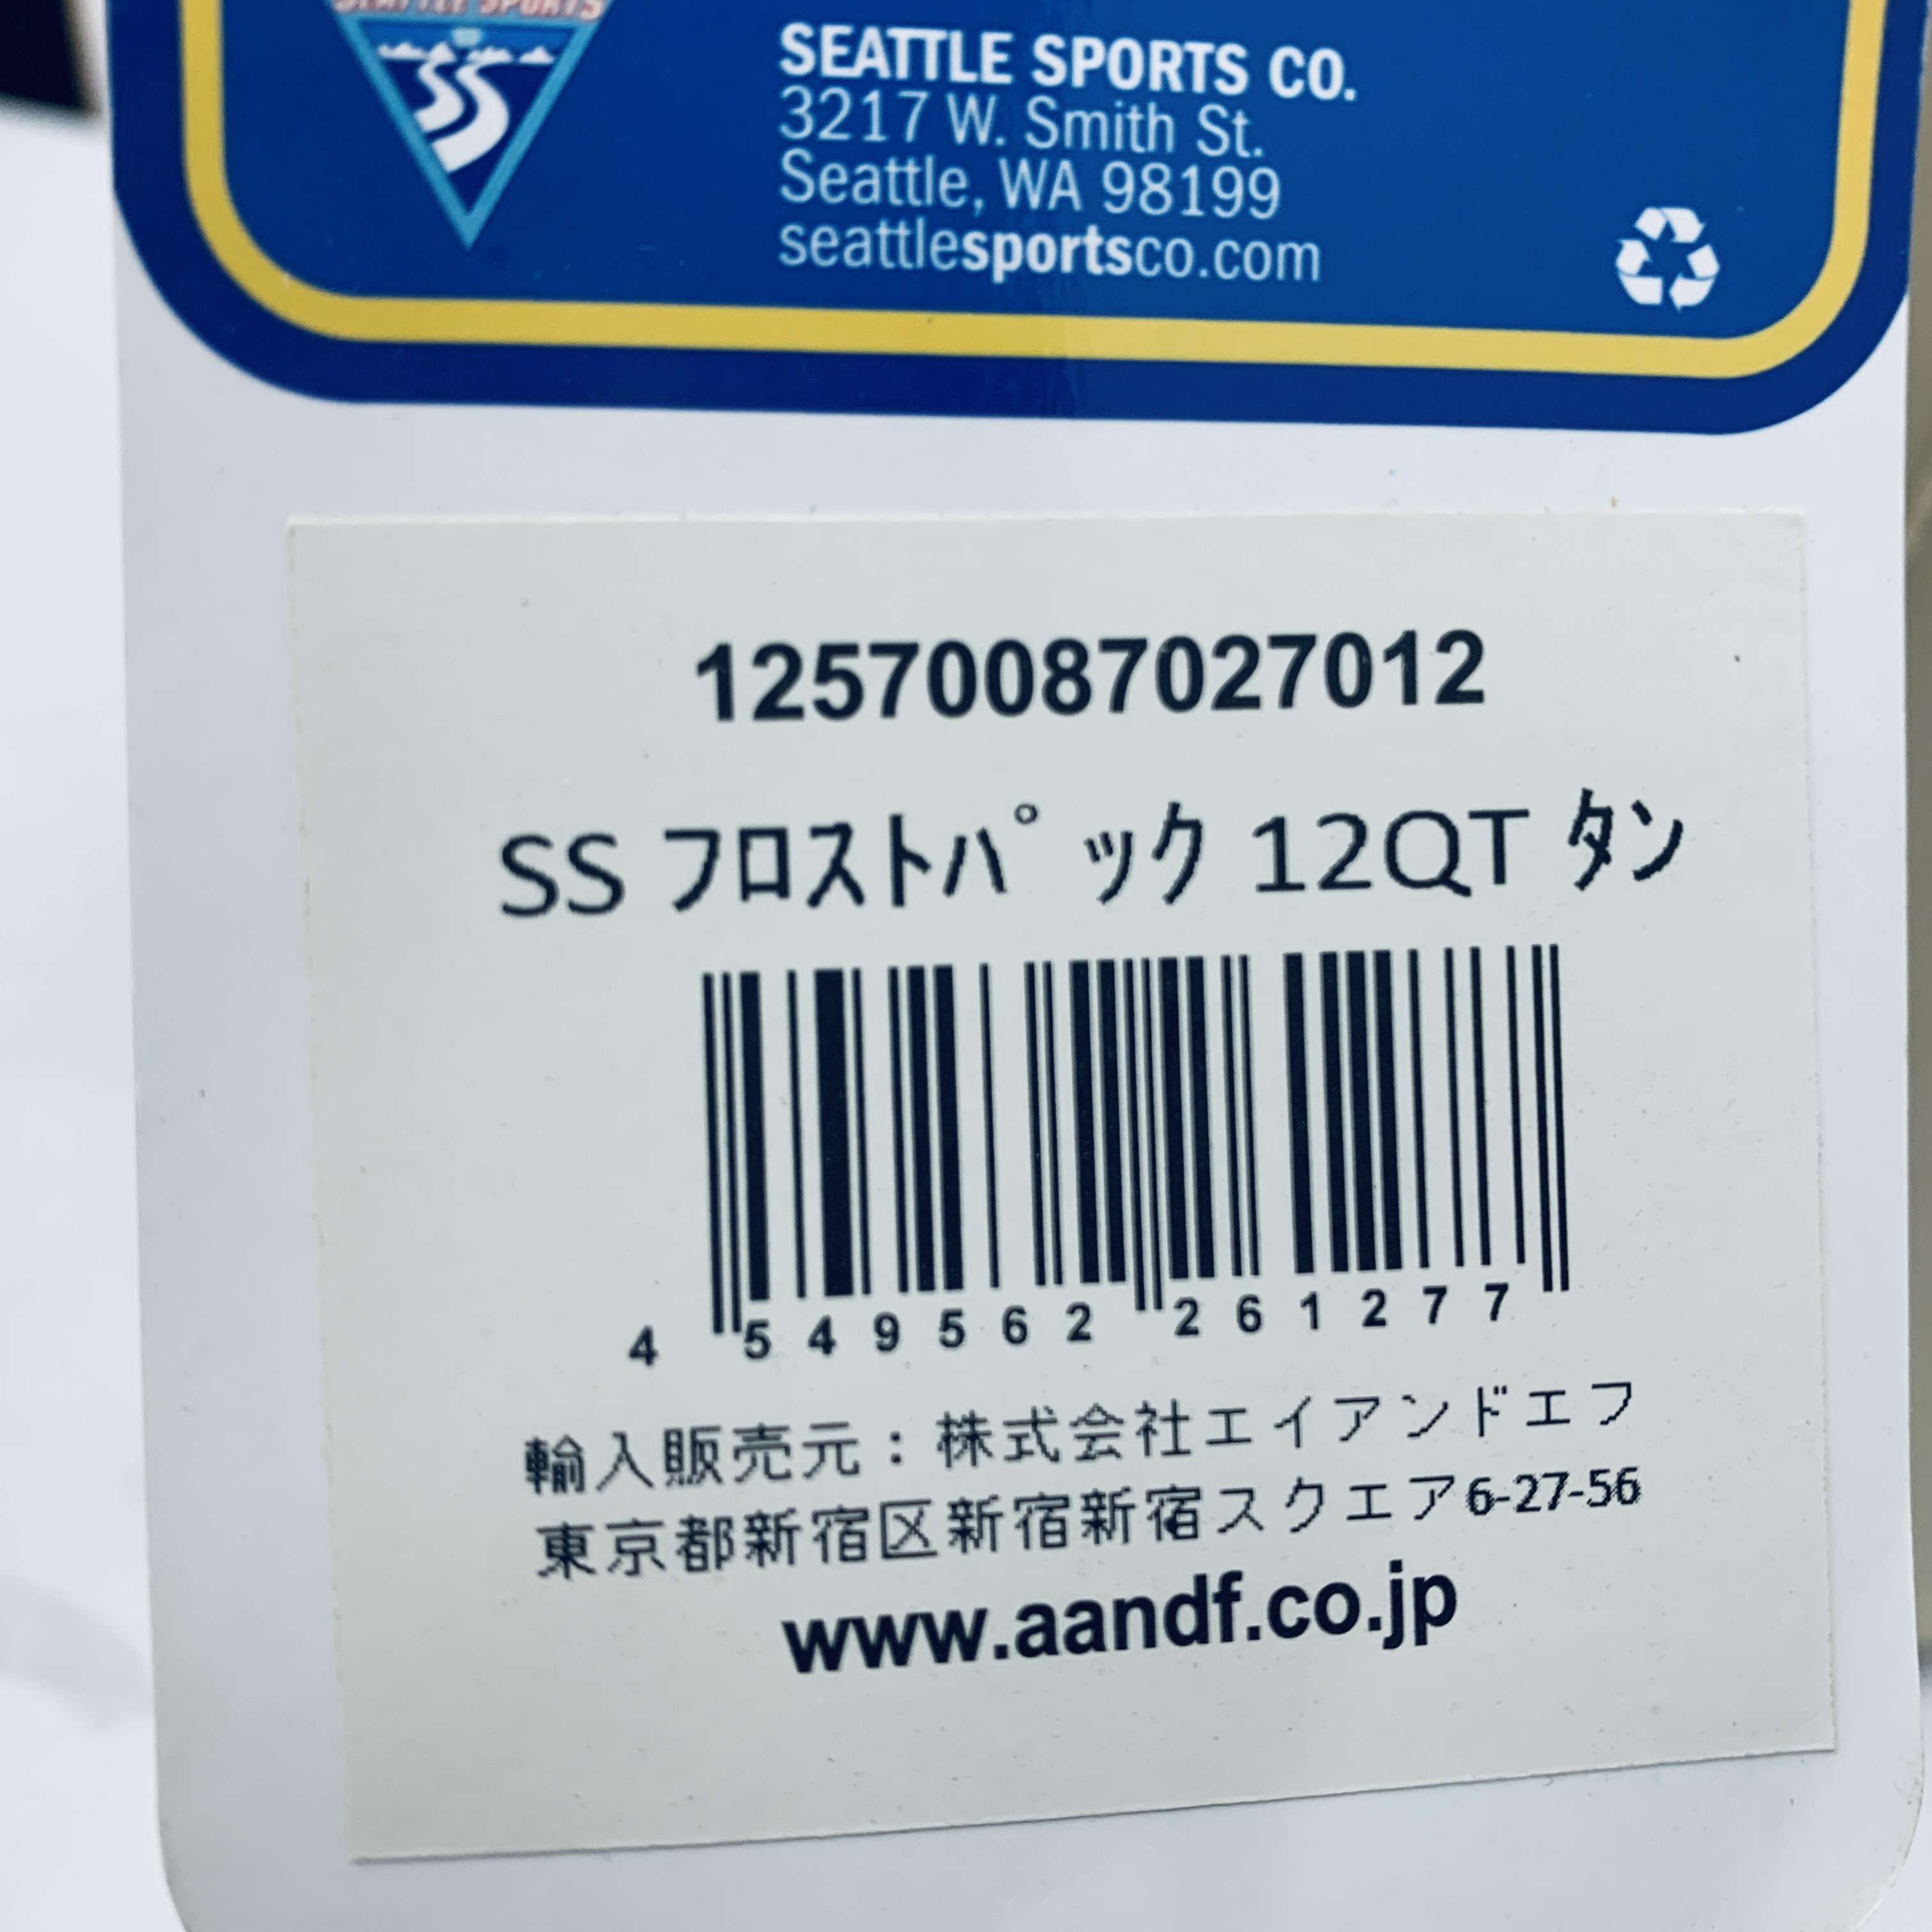 SEATTLE SPORTS
SEATTLE SPORTS CO.
3217 W. Smith St.
Seattle, WA 98199
seattlesportsco.com
12570087027012
SS ﾌﾛｽﾄﾊﾟｯｸ 12QT ﾀﾝ
4 549562 261277
輸入販売元：株式会社エイアンドエフ
東京都新宿区新宿新宿スクエア6-27-56
www.aandf.co.jp